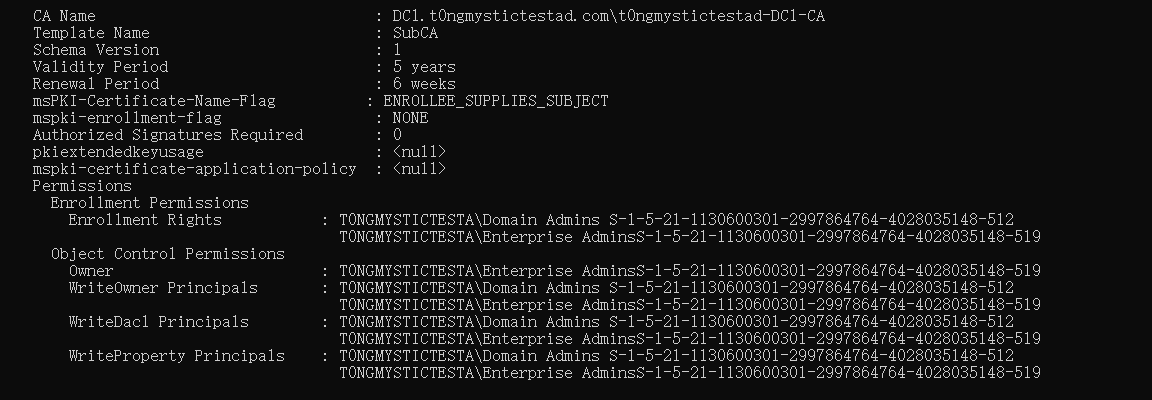 CA Name : DC1.t0ngmystictestad.com\t0ngmystictestad-DC1-CA
Template Name : SubCA
Schema Version : 1
Validity Period : 5 years
Renewal Period : 6 weeks
msPKI-Certificate-Name-Flag : ENROLLEE_SUPPLIES_SUBJECT
mspki-enrollment-flag : NONE
Authorized Signatures Required : 0
pkiextendedkeyusage : <null>
mspki-certificate-application-policy : <null>
Permissions
Enrollment Permissions
Enrollment Rights : T0NGMYSTICTESTA\Domain Admins S-1-5-21-1130600301-2997864764-4028035148-512
T0NGMYSTICTESTA\Enterprise AdminsS-1-5-21-1130600301-2997864764-4028035148-519
Object Control Permissions
Owner : T0NGMYSTICTESTA\Enterprise AdminsS-1-5-21-1130600301-2997864764-4028035148-519
WriteOwner Principals : T0NGMYSTICTESTA\Domain Admins S-1-5-21-1130600301-2997864764-4028035148-512
T0NGMYSTICTESTA\Enterprise AdminsS-1-5-21-1130600301-2997864764-4028035148-519
WriteDacl Principals : T0NGMYSTICTESTA\Domain Admins S-1-5-21-1130600301-2997864764-4028035148-512
T0NGMYSTICTESTA\Enterprise AdminsS-1-5-21-1130600301-2997864764-4028035148-519
WriteProperty Principals : T0NGMYSTICTESTA\Domain Admins S-1-5-21-1130600301-2997864764-4028035148-512
T0NGMYSTICTESTA\Enterprise AdminsS-1-5-21-1130600301-2997864764-4028035148-519